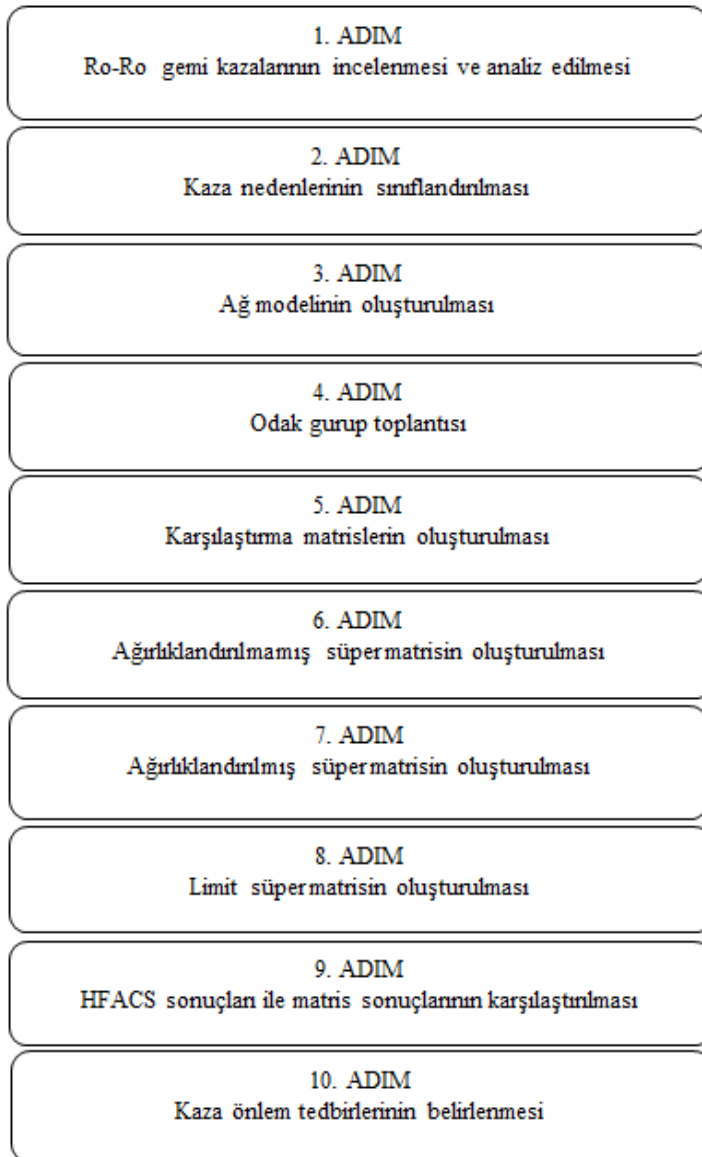 1. ADIM
Ro-Ro gemi kazalarının incelenmesi ve analiz edilmesi
2. ADIM
Kaza nedenlerinin sınıflandırılması
3. ADIM
Ağ modelinin oluşturulması
4. ADIM
Odak gurup toplantısı
5. ADIM
Karşılaştırma matrislerin oluşturulması
6. ADIM
Ağırlıklandırılmamış süpermatrisin oluşturulması
7. ADIM
Ağırlıklandırılmış süpermatrisin oluşturulması
8. ADIM
Limit süpermatrisin oluşturulması
9. ADIM
HFACS sonuçları ile matris sonuçlarının karşılaştırılması
10. ADIM
Kaza önlem tedbirlerinin belirlenmesi